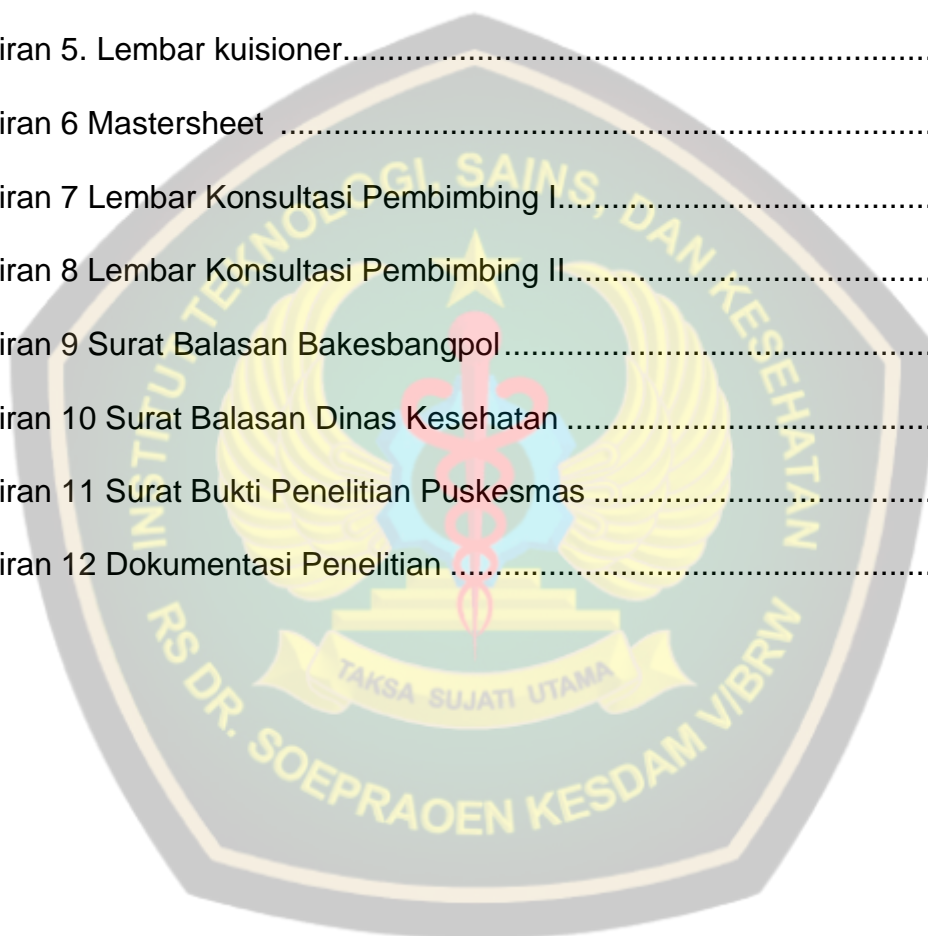 iran 5. Lembar kuisioner........................................................................
iran 6 Mastersheet ................................................................................
iran 7 Lembar Konsultasi Pembimbing I................................................
iran 8 Lembar Konsultasi Pembimbing II...............................................
iran 9 Surat Balasan Bakesbangpol......................................................
iran 10 Surat Balasan Dinas Kesehatan ...............................................
iran 11 Surat Bukti Penelitian Puskesmas ............................................
iran 12 Dokumentasi Penelitian .............................................................
INSTITUT TEKNOLOGI, SAINS, DAN KESEHATAN
TAKSA SUJATI UTAMA
RS DR. SOEPRAOEN KESDAM V/BRW